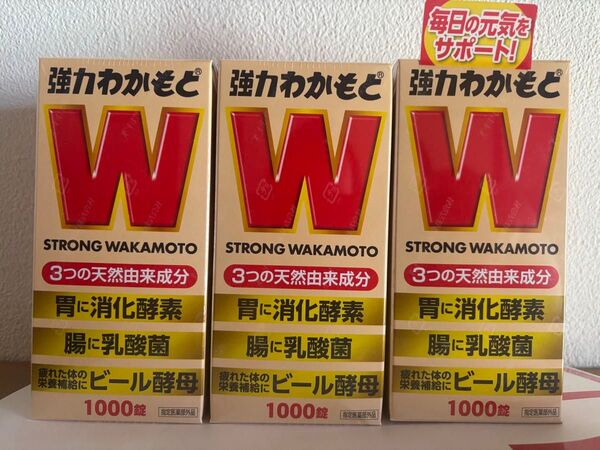 毎日の元気を
サポート!
強力わかもと®
W
STRONG WAKAMOTO
3つの天然由来成分
胃に消化酵素
腸に乳酸菌
疲れた体の
栄養補給に ビール酵母
1000錠
指定医薬部外品
強力わかもと®
W
STRONG WAKAMOTO
3つの天然由来成分
胃に消化酵素
腸に乳酸菌
疲れた体の
栄養補給に ビール酵母
1000錠
指定医薬部外品
強力わかもと®
W
STRONG WAKAMOTO
3つの天然由来成分
胃に消化酵素
腸に乳酸菌
疲れた体の
栄養補給に ビール酵母
1000錠
指定医薬部外品